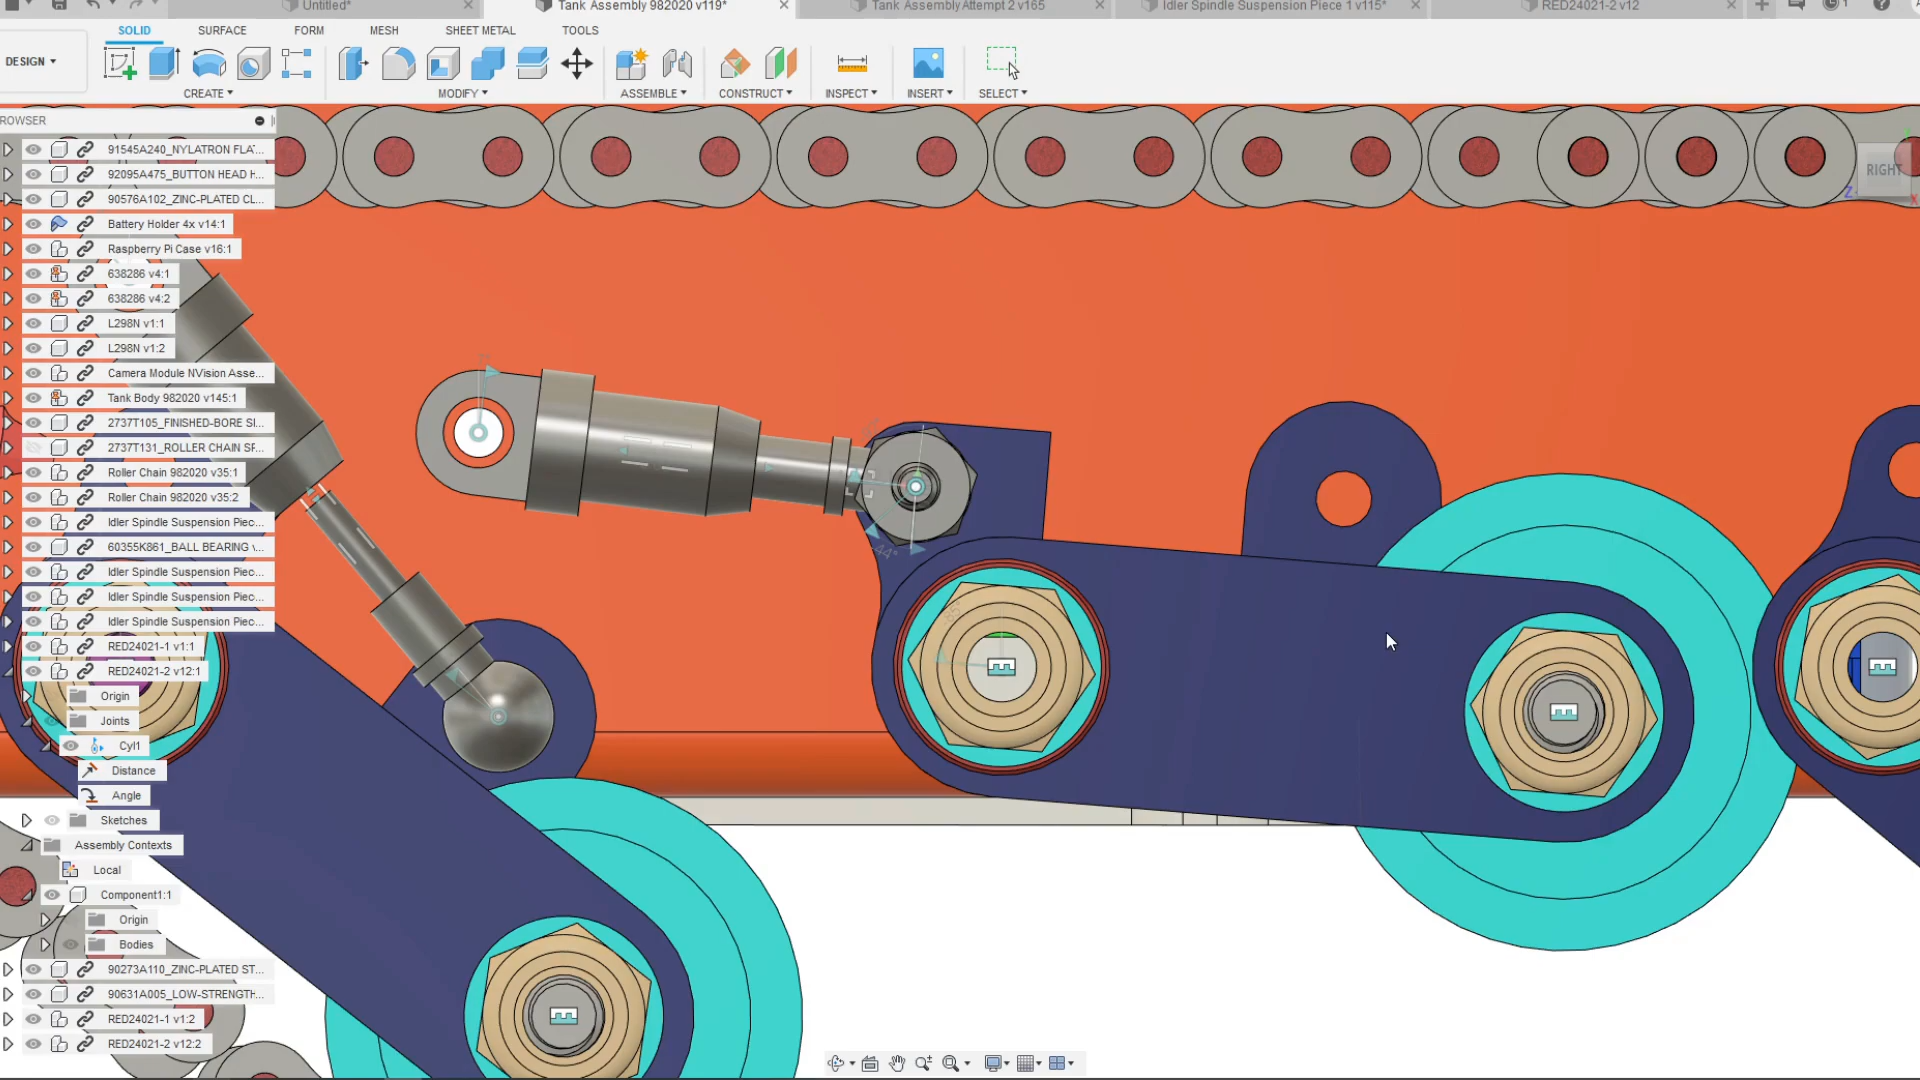 Untitled*
Tank Assembly 982020 v119*
Tank Assembly Attempt 2 v165
Idler Spindle Suspension Piece 1 v115*
RED24021-2 v12
SOLID
SURFACE
FORM
MESH
SHEET METAL
TOOLS
DESIGN
CREATE
MODIFY
ASSEMBLE
CONSTRUCT
INSPECT
INSERT
SELECT
ROWSER
RIGHT
Z
X
91545A240_NYLATRON FLA'...
92095A475_BUTTON HEAD H...
90576A102_ZINC-PLATED CL...
Battery Holder 4x v14:1
Raspberry Pi Case v16:1
638286 v4:1
638286 v4:2
L298N v1:1
L298N v1:2
Camera Module NVision Asse...
Tank Body 982020 v145:1
2737T105_FINISHED-BORE SI...
2737T131_ROLLER CHAIN SF...
Roller Chain 982020 v35:1
Roller Chain 982020 v35:2
Idler Spindle Suspension Piec...
60355K861_BALL BEARING \...
Idler Spindle Suspension Piec...
Idler Spindle Suspension Piec...
Idler Spindle Suspension Piec...
RED24021-1 v1:1
RED24021-2 v12:1
Origin
Joints
Cyl1
Distance
Angle
Sketches
Assembly Contexts
Local
Component1:1
Origin
Bodies
90273A110_ZINC-PLATED ST...
90631A005_LOW-STRENGTH...
RED24021-1 v1:2
RED24021-2 v12:2